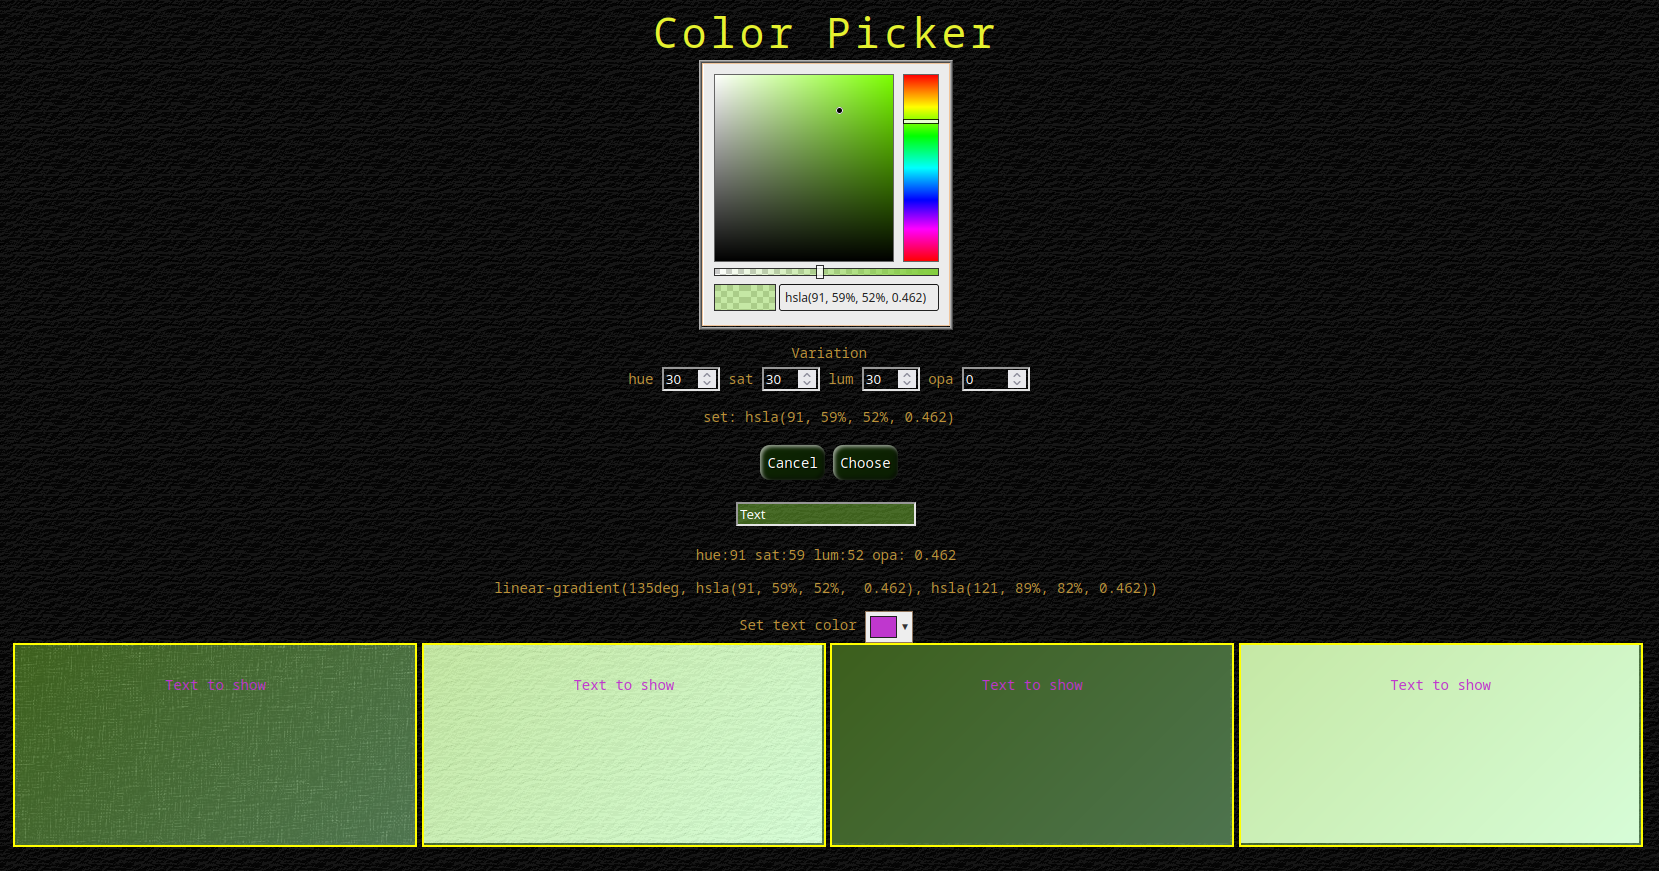 Color Picker
hsla(91, 59%, 52%, 0.462)
Variation
hue 30 sat 30 lum 30 opa 0
set: hsla(91, 59%, 52%, 0.462)
Cancel Choose
Text
hue:91 sat:59 lum:52 opa: 0.462
linear-gradient(135deg, hsla(91, 59%, 52%,  0.462), hsla(121, 89%, 82%, 0.462))
Set text color
Text to show Text to show Text to show Text to show